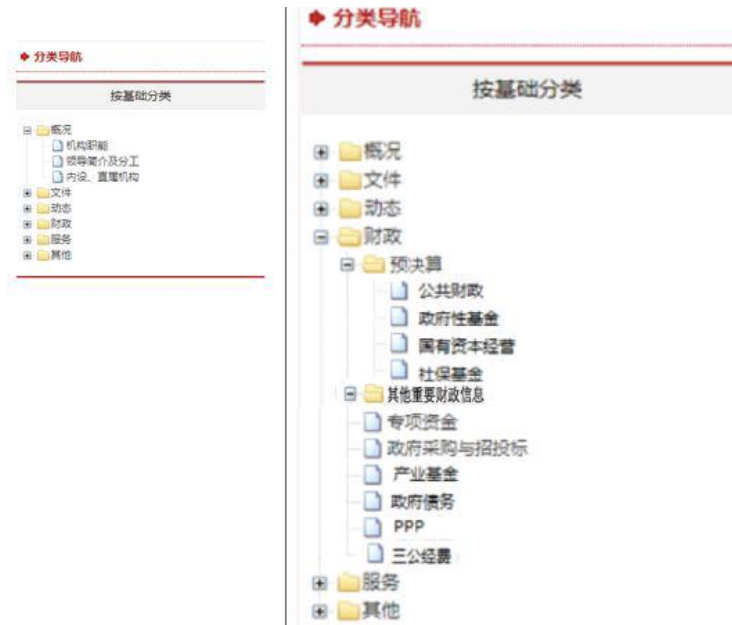 分类导航
按基础分类
概况
机构职能
领导简介及分工
内设、直属机构
文件
动态
财政
服务
其他
分类导航
按基础分类
概况
文件
动态
财政
预决算
公共财政
政府性基金
国有资本经营
社保基金
其他重要财政信息
专项资金
政府采购与招投标
产业基金
政府债务
PPP
三公经费
服务
其他